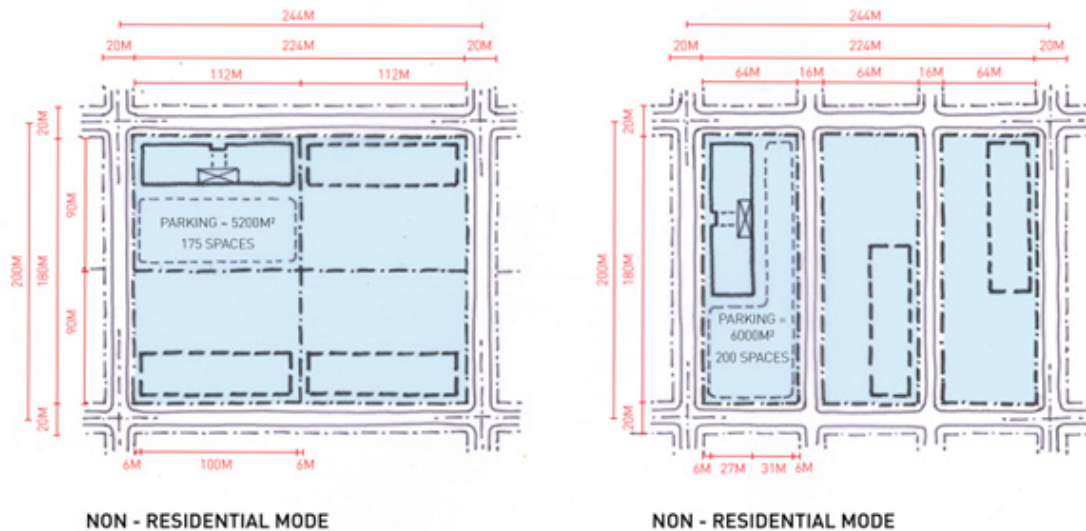 244M
20M 224M 20M
112M 112M
20M
90M
200M
180M
90M
20M
PARKING = 5200M²
175 SPACES
6M 100M 6M
NON - RESIDENTIAL MODE
244M
20M 224M 20M
64M 16M 64M 16M 64M
20M
200M
180M
20M
PARKING =
6000M²
200 SPACES
6M 27M 31M 6M
NON - RESIDENTIAL MODE